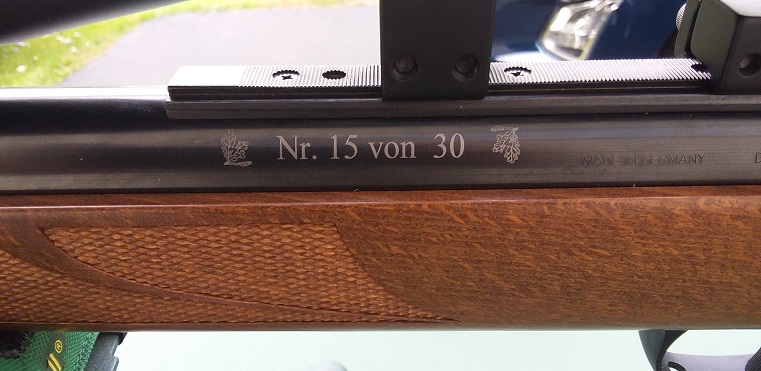 Nr. 15 von 30
MADE IN GERMANY